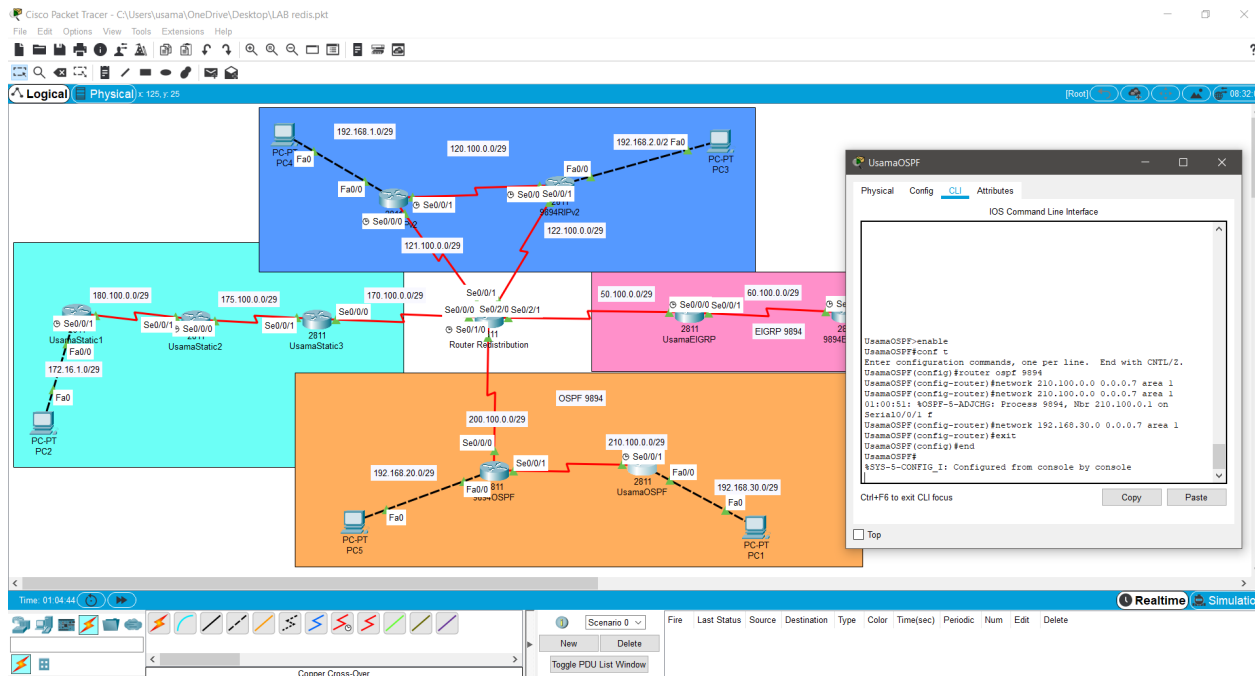 Cisco Packet Tracer - C:\Users\usama\OneDrive\Desktop\LAB redis.pkt
File Edit Options View Tools Extensions Help
?
Logical Physical x: 125, y: 25
[Root] 08:32:
192.168.1.0/29
PC-PT
PC4
Fa0
Fa0/0
120.100.0.0/29
192.168.2.0/2 Fa0
PC-PT
PC3
Fa0/0
Se0/0/1
Se0/0/0
Se0/0 Se0/0/1
2811
9894RIPv2
121.100.0.0/29
122.100.0.0/29
180.100.0.0/29
175.100.0.0/29
170.100.0.0/29
Se0/0/1
Se0/0/1
Se0/0/0
Se0/0/1
Se0/0/0
UsamaStatic1
UsamaStatic2
2811
UsamaStatic3
Fa0/0
172.16.1.0/29
Fa0
PC-PT
PC2
Se0/0/1
Se0/0/0 Se0/2/0 Se0/2/1
Se0/1/0
Router Redistribution
50.100.0.0/29
60.100.0.0/29
Se0/0/0 Se0/0/1
2811
UsamaEIGRP
EIGRP 9894
OSPF 9894
200.100.0.0/29
Se0/0/0
Se0/0/1
210.100.0.0/29
Se0/0/1
192.168.20.0/29
Fa0/0
9894OSPF
Fa0
PC-PT
PC5
2811
UsamaOSPF
Fa0/0
192.168.30.0/29
Fa0
PC-PT
PC1
UsamaOSPF
Physical Config CLI Attributes
IOS Command Line Interface
UsamaOSPF>enable
UsamaOSPF#conf t
Enter configuration commands, one per line. End with CNTL/Z.
UsamaOSPF(config)#router ospf 9894
UsamaOSPF(config-router)#network 210.100.0.0 0.0.0.7 area 1
UsamaOSPF(config-router)#network 210.100.0.0 0.0.0.7 area 1
01:00:51: %OSPF-5-ADJCHG: Process 9894, Nbr 210.100.0.1 on
Serial0/0/1 f
UsamaOSPF(config-router)#network 192.168.30.0 0.0.0.7 area 1
UsamaOSPF(config-router)#exit
UsamaOSPF(config)#end
UsamaOSPF#
%SYS-5-CONFIG_I: Configured from console by console
Ctrl+F6 to exit CLI focus
Copy Paste
Top
Time: 01:04:44
Realtime Simulatio
Scenario 0
New Delete
Toggle PDU List Window
Fire Last Status Source Destination Type Color Time(sec) Periodic Num Edit Delete
Copper Cross-Over